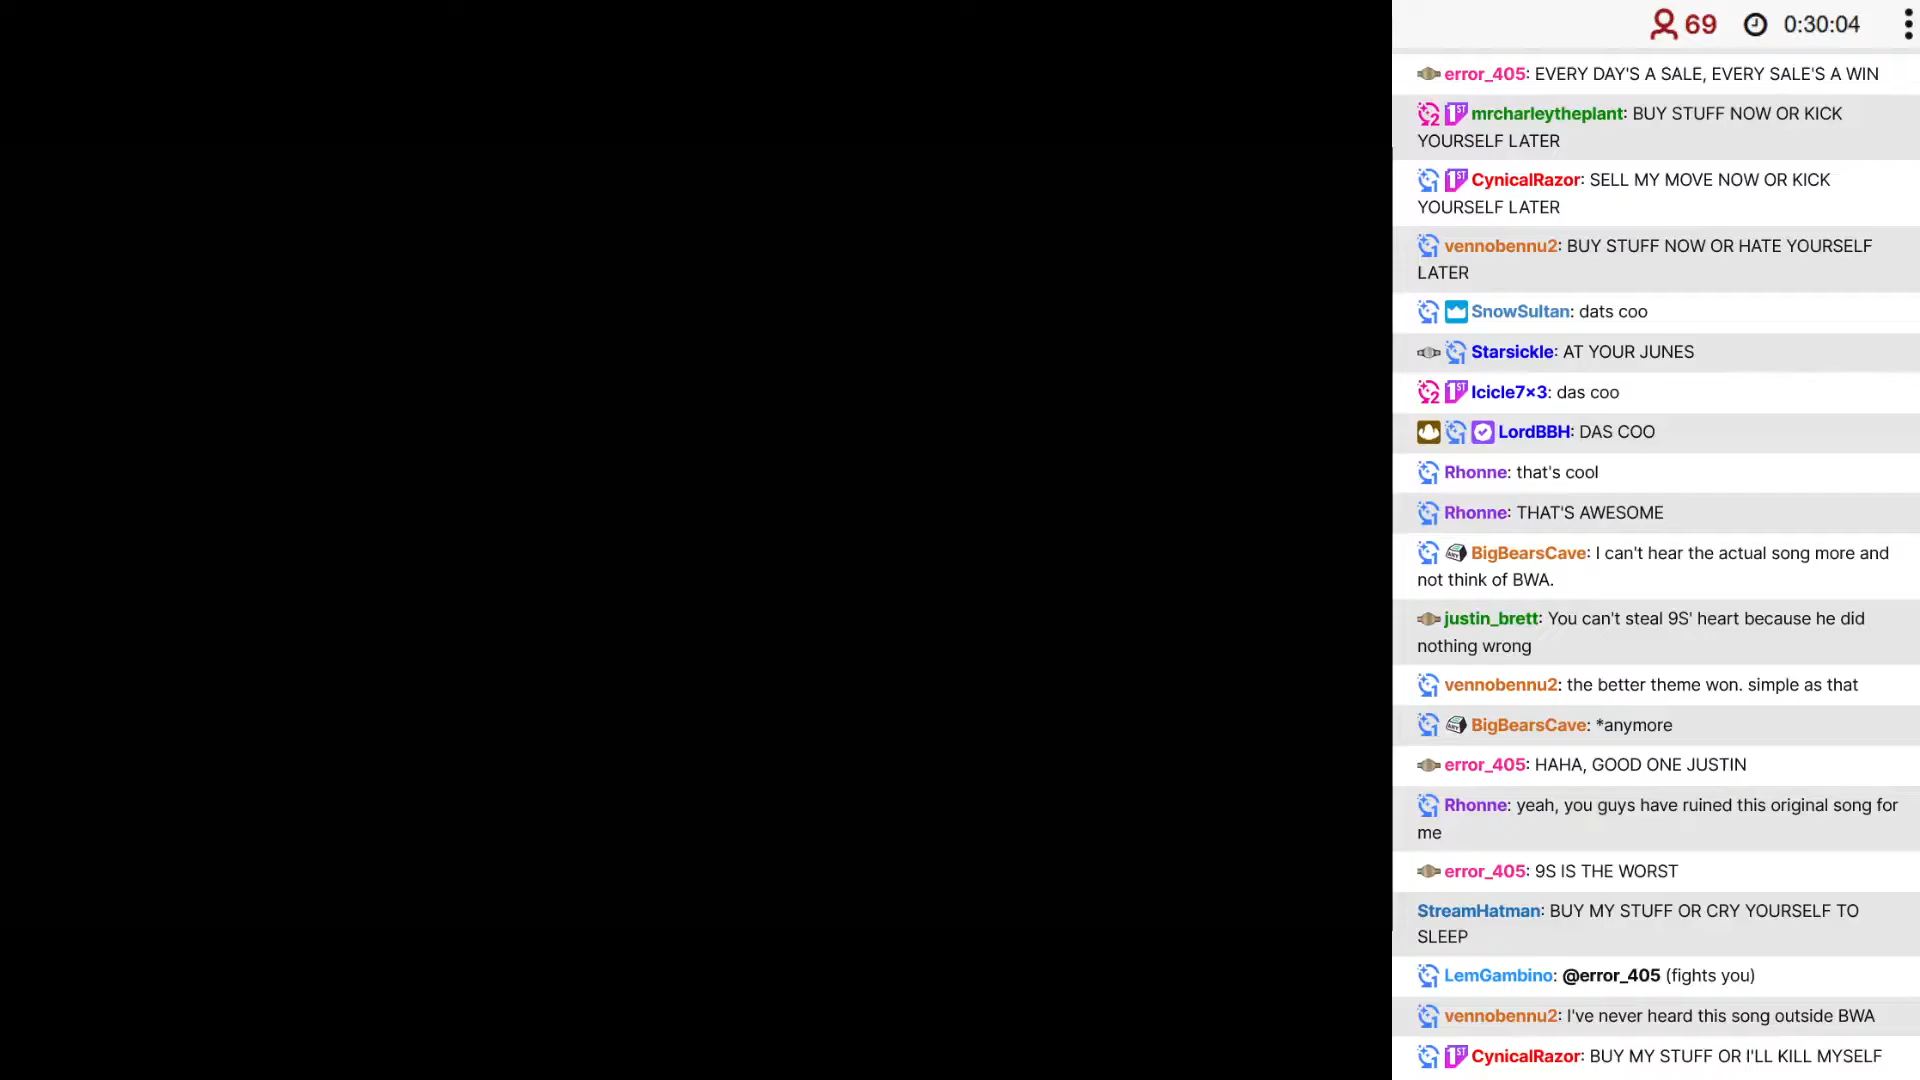 69 0:30:04
error_405: EVERY DAY'S A SALE, EVERY SALE'S A WIN
mrcharleytheplant: BUY STUFF NOW OR KICK
YOURSELF LATER
CynicalRazor: SELL MY MOVE NOW OR KICK
YOURSELF LATER
vennobennu2: BUY STUFF NOW OR HATE YOURSELF
LATER
SnowSultan: dats coo
Starsickle: AT YOUR JUNES
Icicle7×3: das coo
LordBBH: DAS COO
Rhonne: that's cool
Rhonne: THAT'S AWESOME
BigBearsCave: I can't hear the actual song more and
not think of BWA.
justin_brett: You can't steal 9S' heart because he did
nothing wrong
vennobennu2: the better theme won. simple as that
BigBearsCave: *anymore
error_405: HAHA, GOOD ONE JUSTIN
Rhonne: yeah, you guys have ruined this original song for
me
error_405: 9S IS THE WORST
StreamHatman: BUY MY STUFF OR CRY YOURSELF TO
SLEEP
LemGambino: @error_405 (fights you)
vennobennu2: I've never heard this song outside BWA
CynicalRazor: BUY MY STUFF OR I'LL KILL MYSELF